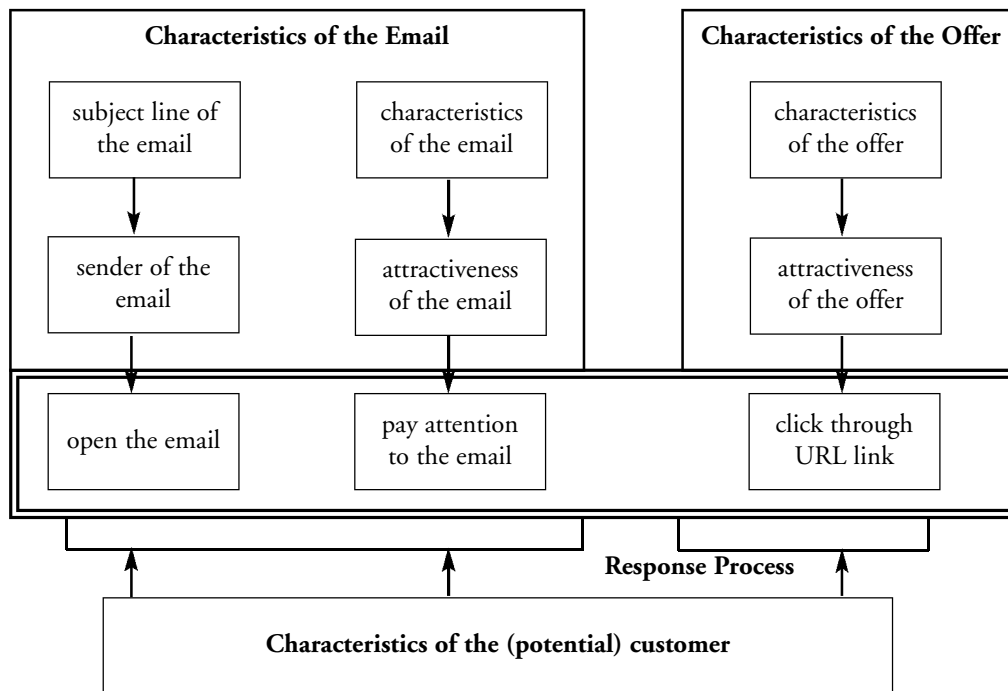 Characteristics of the Email
Characteristics of the Offer
subject line of
the email
characteristics
of the email
characteristics
of the offer
sender of the
email
attractiveness
of the email
attractiveness
of the offer
open the email
pay attention
to the email
click through
URL link
Response Process
Characteristics of the (potential) customer